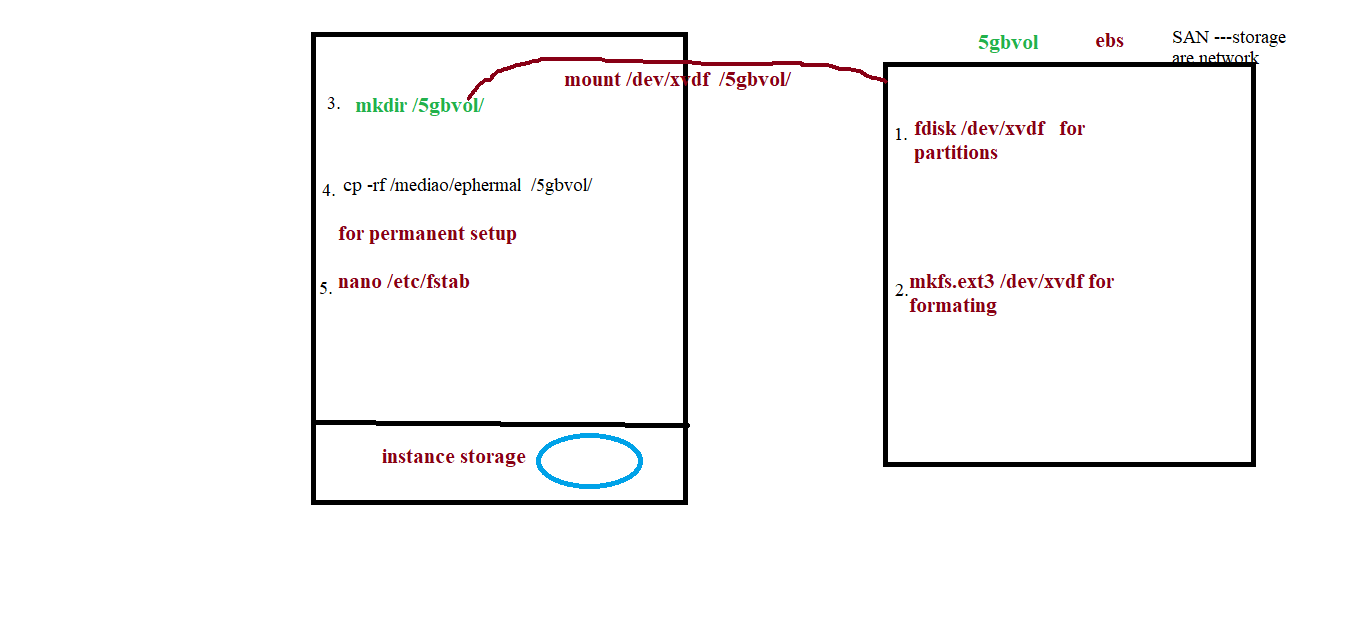 5gbvol ebs SAN ---storage
are network
mount /dev/xvdf /5gbvol/
3. mkdir /5gbvol/
4. cp -rf /mediao/ephermal /5gbvol/
for permanent setup
5. nano /etc/fstab
instance storage
1. fdisk /dev/xvdf for
partitions
2. mkfs.ext3 /dev/xvdf for
formating